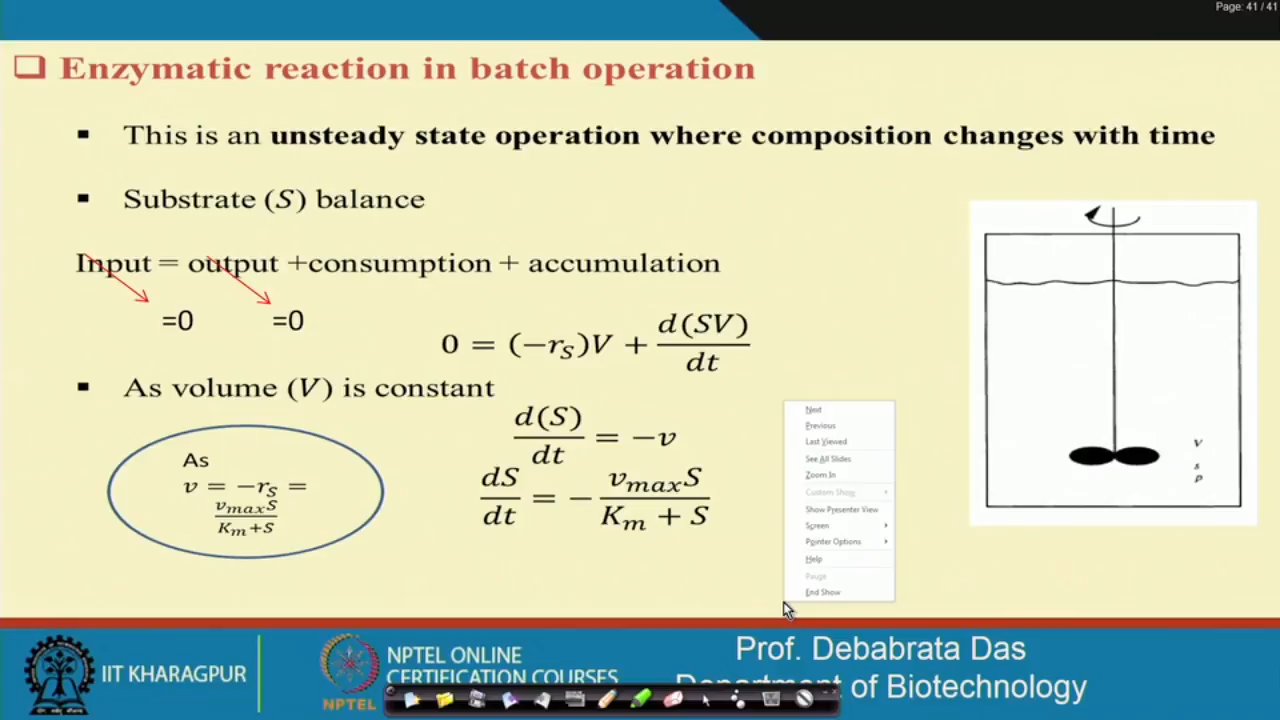 Page: 41 / 41
❑ Enzymatic reaction in batch operation
▪ This is an unsteady state operation where composition changes with time
▪ Substrate (S) balance
Input = output +consumption + accumulation
=0 =0
0 = (−r_S)V + d(SV)/dt
▪ As volume (V) is constant
d(S)/dt = −v
As
v = −r_S =
v_max S / K_m+S
dS/dt = − v_max S / K_m + S
Next
Previous
Last Viewed
See All Slides
Zoom In
Custom Show
Show Presenter View
Screen
Pointer Options
Help
Pause
End Show
V
S
P
IIT KHARAGPUR
NPTEL
NPTEL ONLINE
CERTIFICATION COURSES
Prof. Debabrata Das
Department of Biotechnology